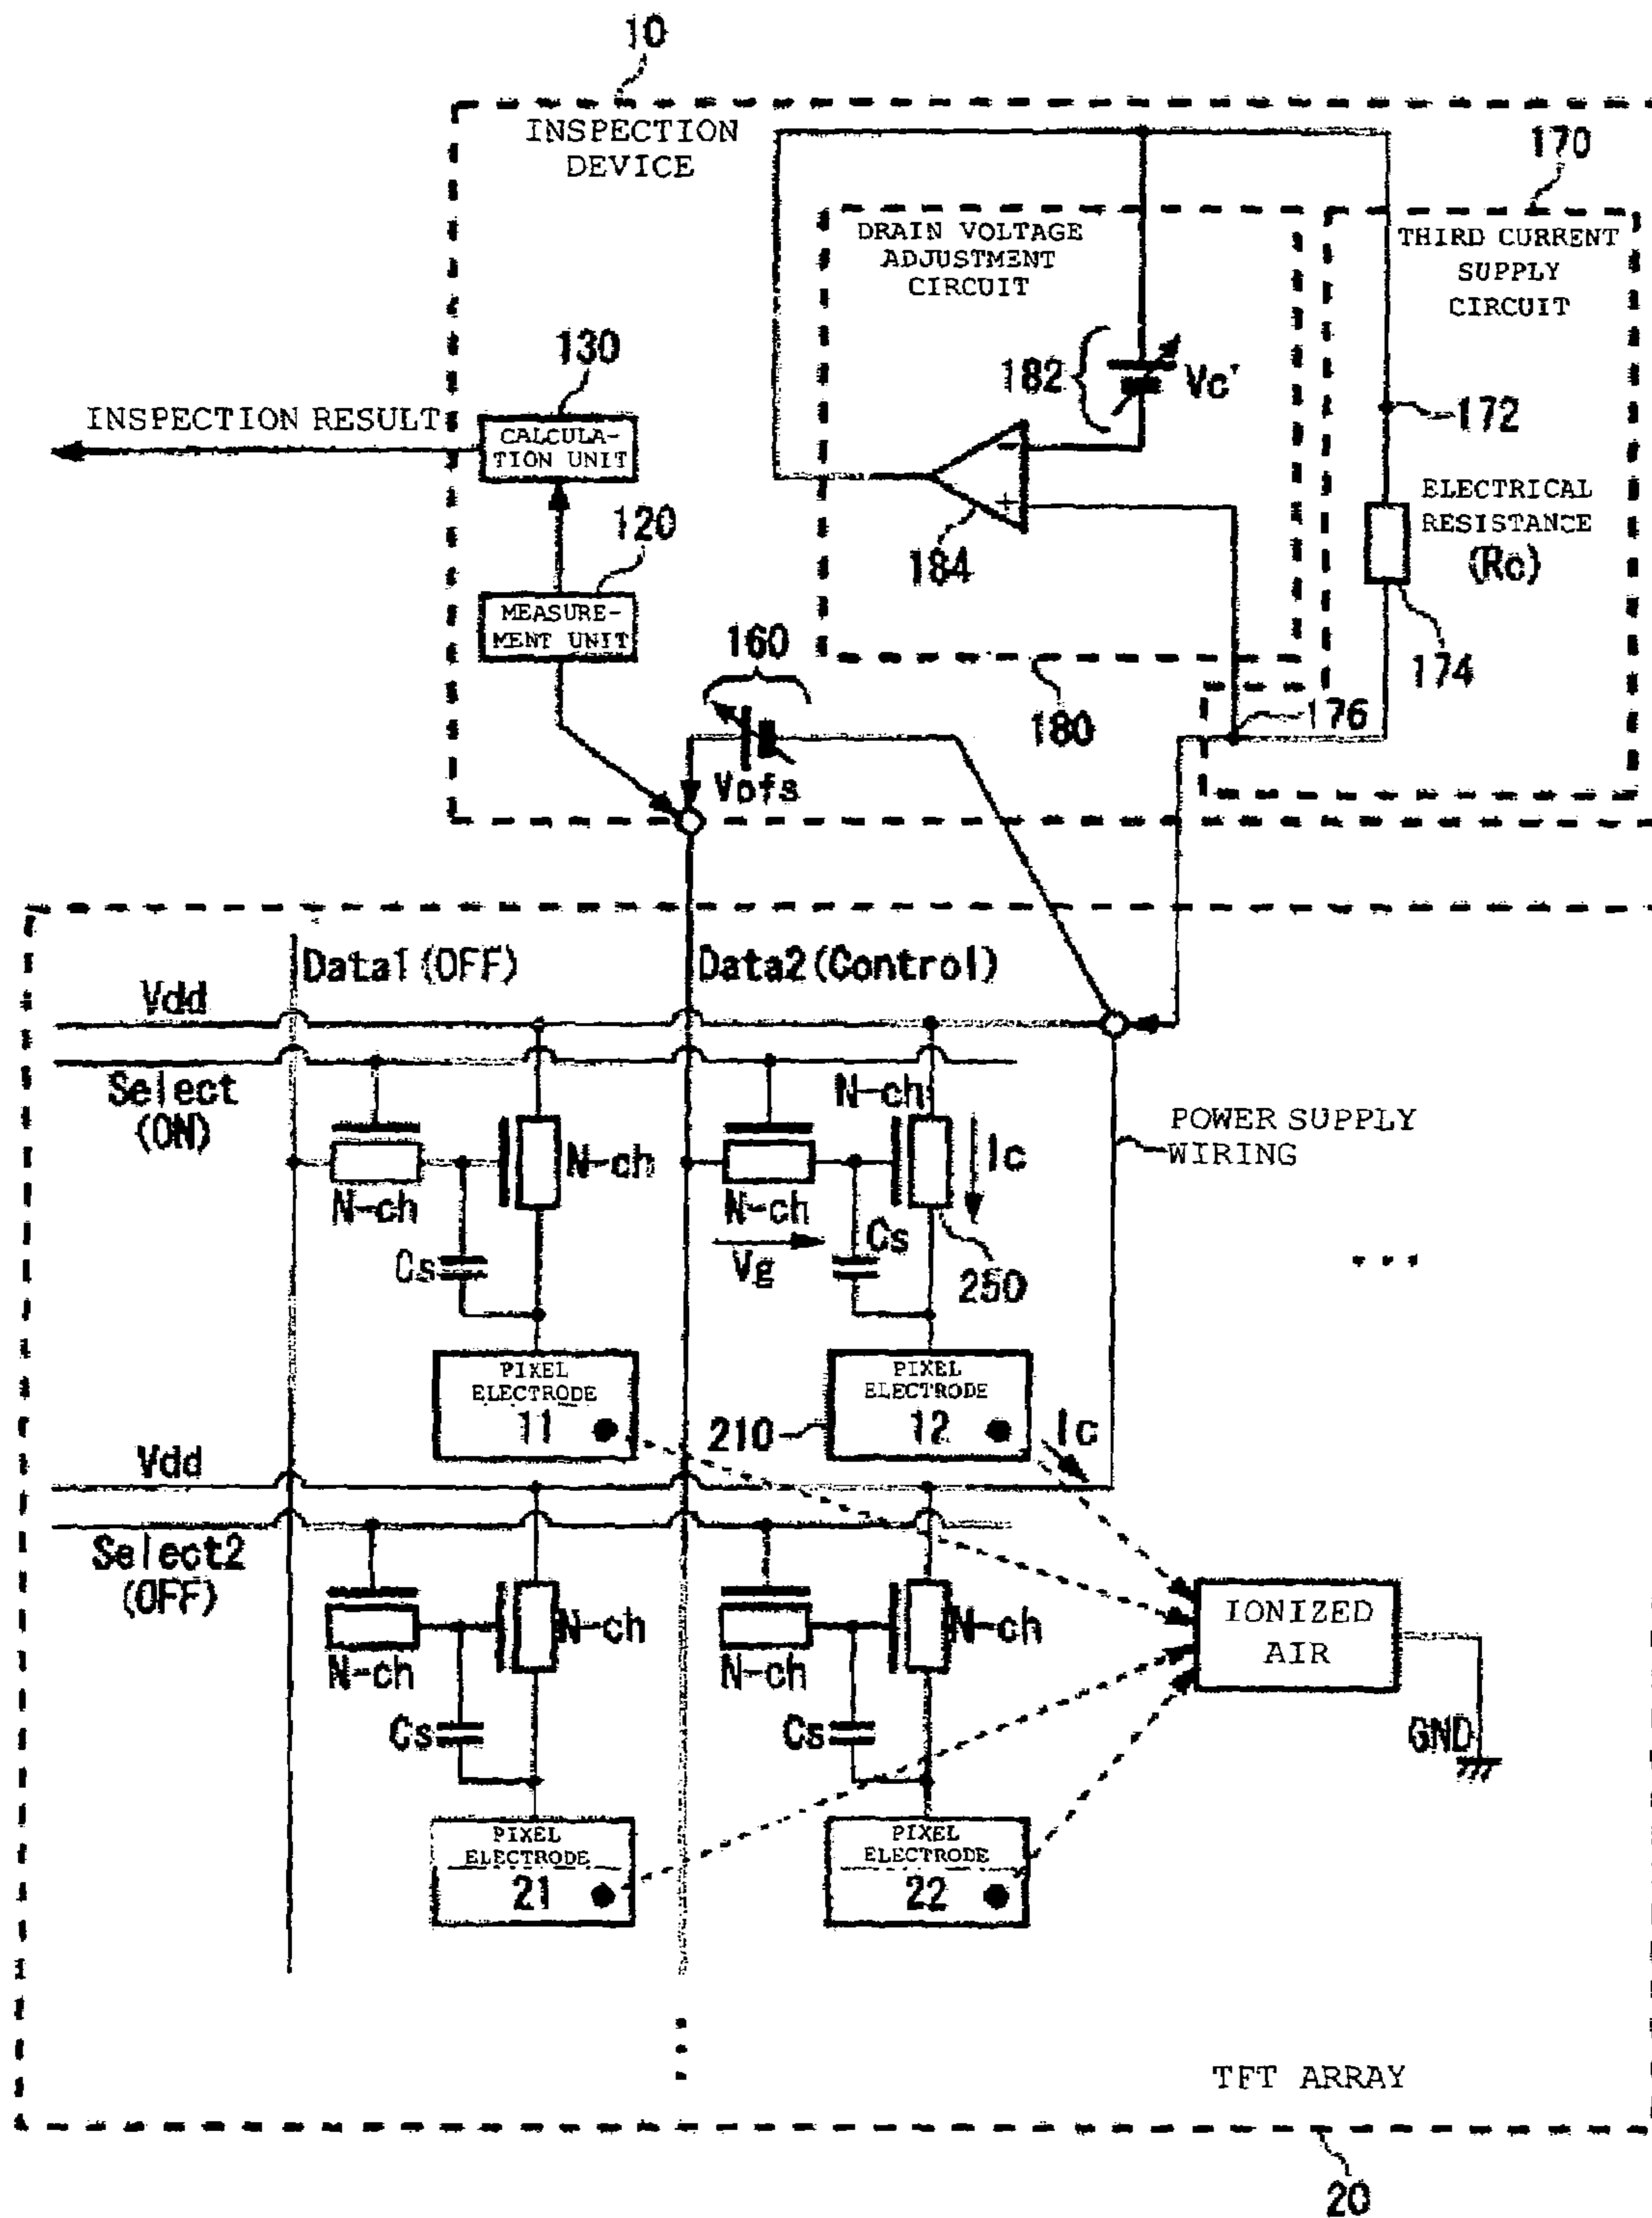 10
INSPECTION
DEVICE
170
DRAIN VOLTAGE
ADJUSTMENT
CIRCUIT
THIRD CURRENT
SUPPLY
CIRCUIT
130
182
Vc'
INSPECTION RESULT
CALCULA-
TION UNIT
172
-
+
ELECTRICAL
RESISTANCE
(Rc)
120
184
MEASURE-
MENT UNIT
160
174
180
176
Vofs
Data1(OFF)
Data2(Control)
Vdd
Select
(ON)
N-ch
POWER SUPPLY
WIRING
N-ch
Ic
N-ch
N-ch
Cs
Cs
Vg
250
...
PIXEL
ELECTRODE
11
PIXEL
ELECTRODE
12
210
Ic
Vdd
Select2
(OFF)
IONIZED
AIR
N-ch
N-ch
N-ch
N-ch
Cs
Cs
GND
PIXEL
ELECTRODE
21
PIXEL
ELECTRODE
22
TFT ARRAY
20